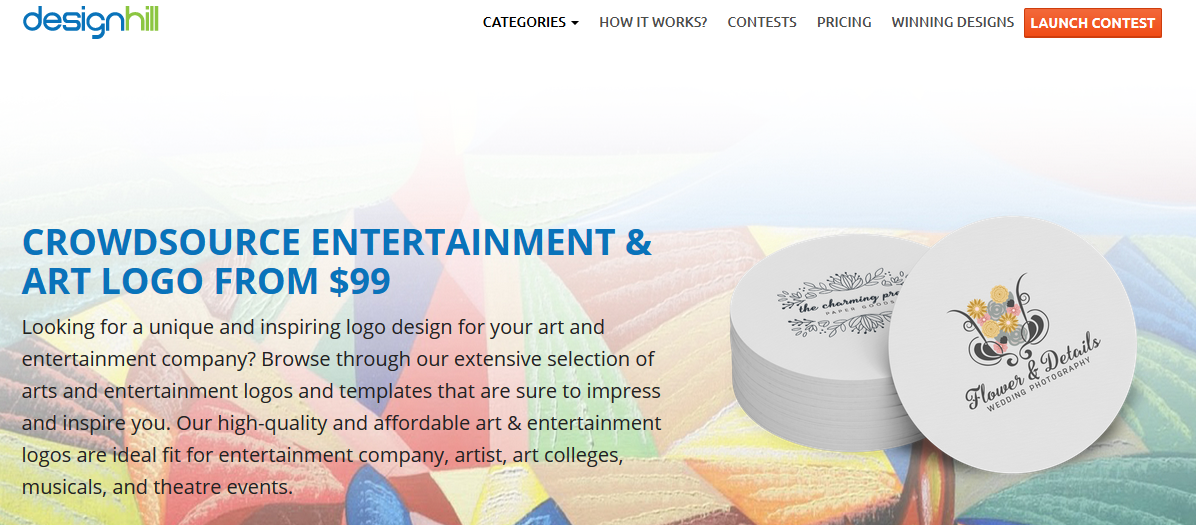 designhill
CATEGORIES HOW IT WORKS? CONTESTS PRICING WINNING DESIGNS LAUNCH CONTEST
CROWDSOURCE ENTERTAINMENT &
ART LOGO FROM $99
Looking for a unique and inspiring logo design for your art and
entertainment company? Browse through our extensive selection of
arts and entertainment logos and templates that are sure to impress
and inspire you. Our high-quality and affordable art & entertainment
logos are ideal fit for entertainment company, artist, art colleges,
musicals, and theatre events.
the charming
PAPER GOODS
Flower & Details
WEDDING PHOTOGRAPHY